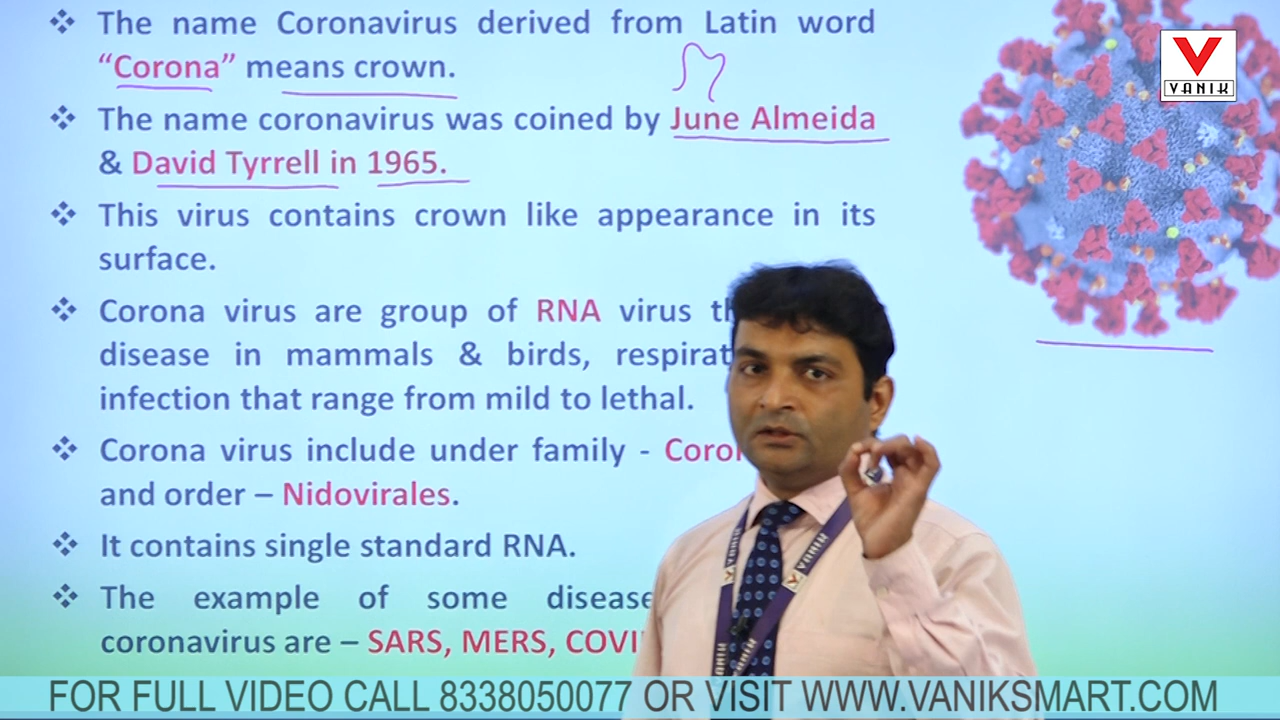 The name Coronavirus derived from Latin word
“Corona” means crown.
The name coronavirus was coined by June Almeida
& David Tyrrell in 1965.
This virus contains crown like appearance in its
surface.
Corona virus are group of RNA virus
disease in mammals & birds,
infection that range from mild to lethal.
Corona virus include under family -
and order – Nidovirales.
It contains single standard RNA.
The example of some
coronavirus are – SARS, MERS,
VANIK
VANIK
VANIK
VANIK
VANIK
FOR FULL VIDEO CALL 8338050077 OR VISIT WWW.VANIKSMART.COM